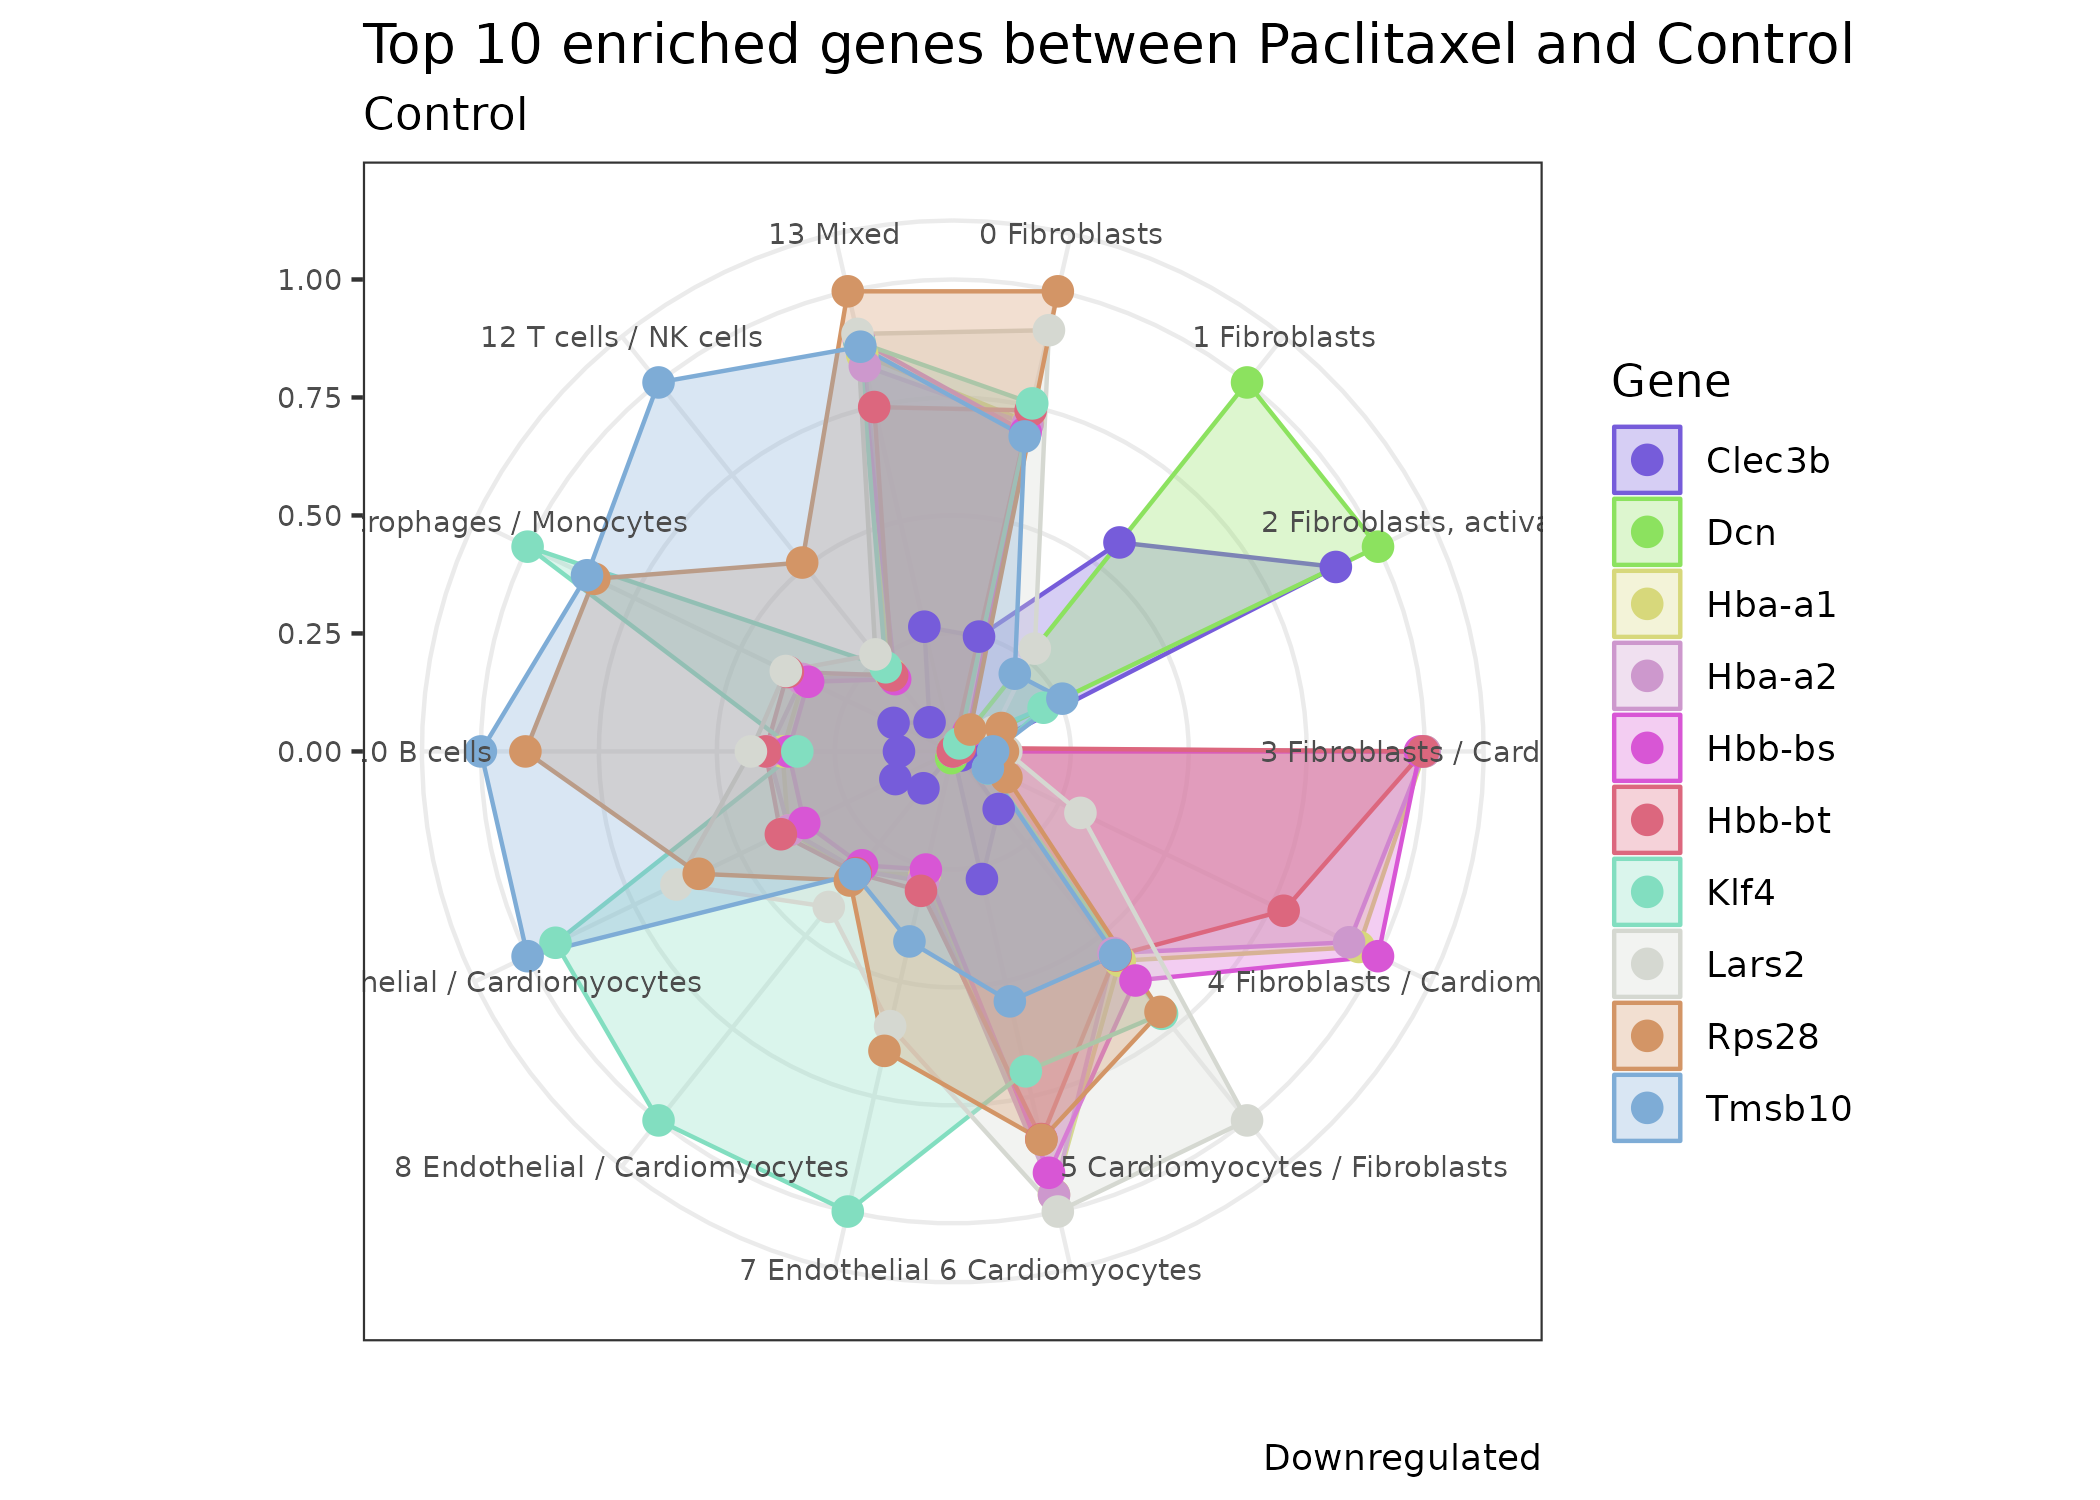 Top 10 enriched genes between Paclitaxel and Control
Control
13 Mixed
0 Fibroblasts
1.00
12 T cells / NK cells
1 Fibroblasts
0.75
0.50
rophages / Monocytes
2 Fibroblasts, activa
0.25
0.00
0 B cells
3 Fibroblasts / Card
helial / Cardiomyocytes
4 Fibroblasts / Cardiom
8 Endothelial / Cardiomyocytes
5 Cardiomyocytes / Fibroblasts
7 Endothelial
6 Cardiomyocytes
Gene
Clec3b
Dcn
Hba-a1
Hba-a2
Hbb-bs
Hbb-bt
Klf4
Lars2
Rps28
Tmsb10
Downregulated